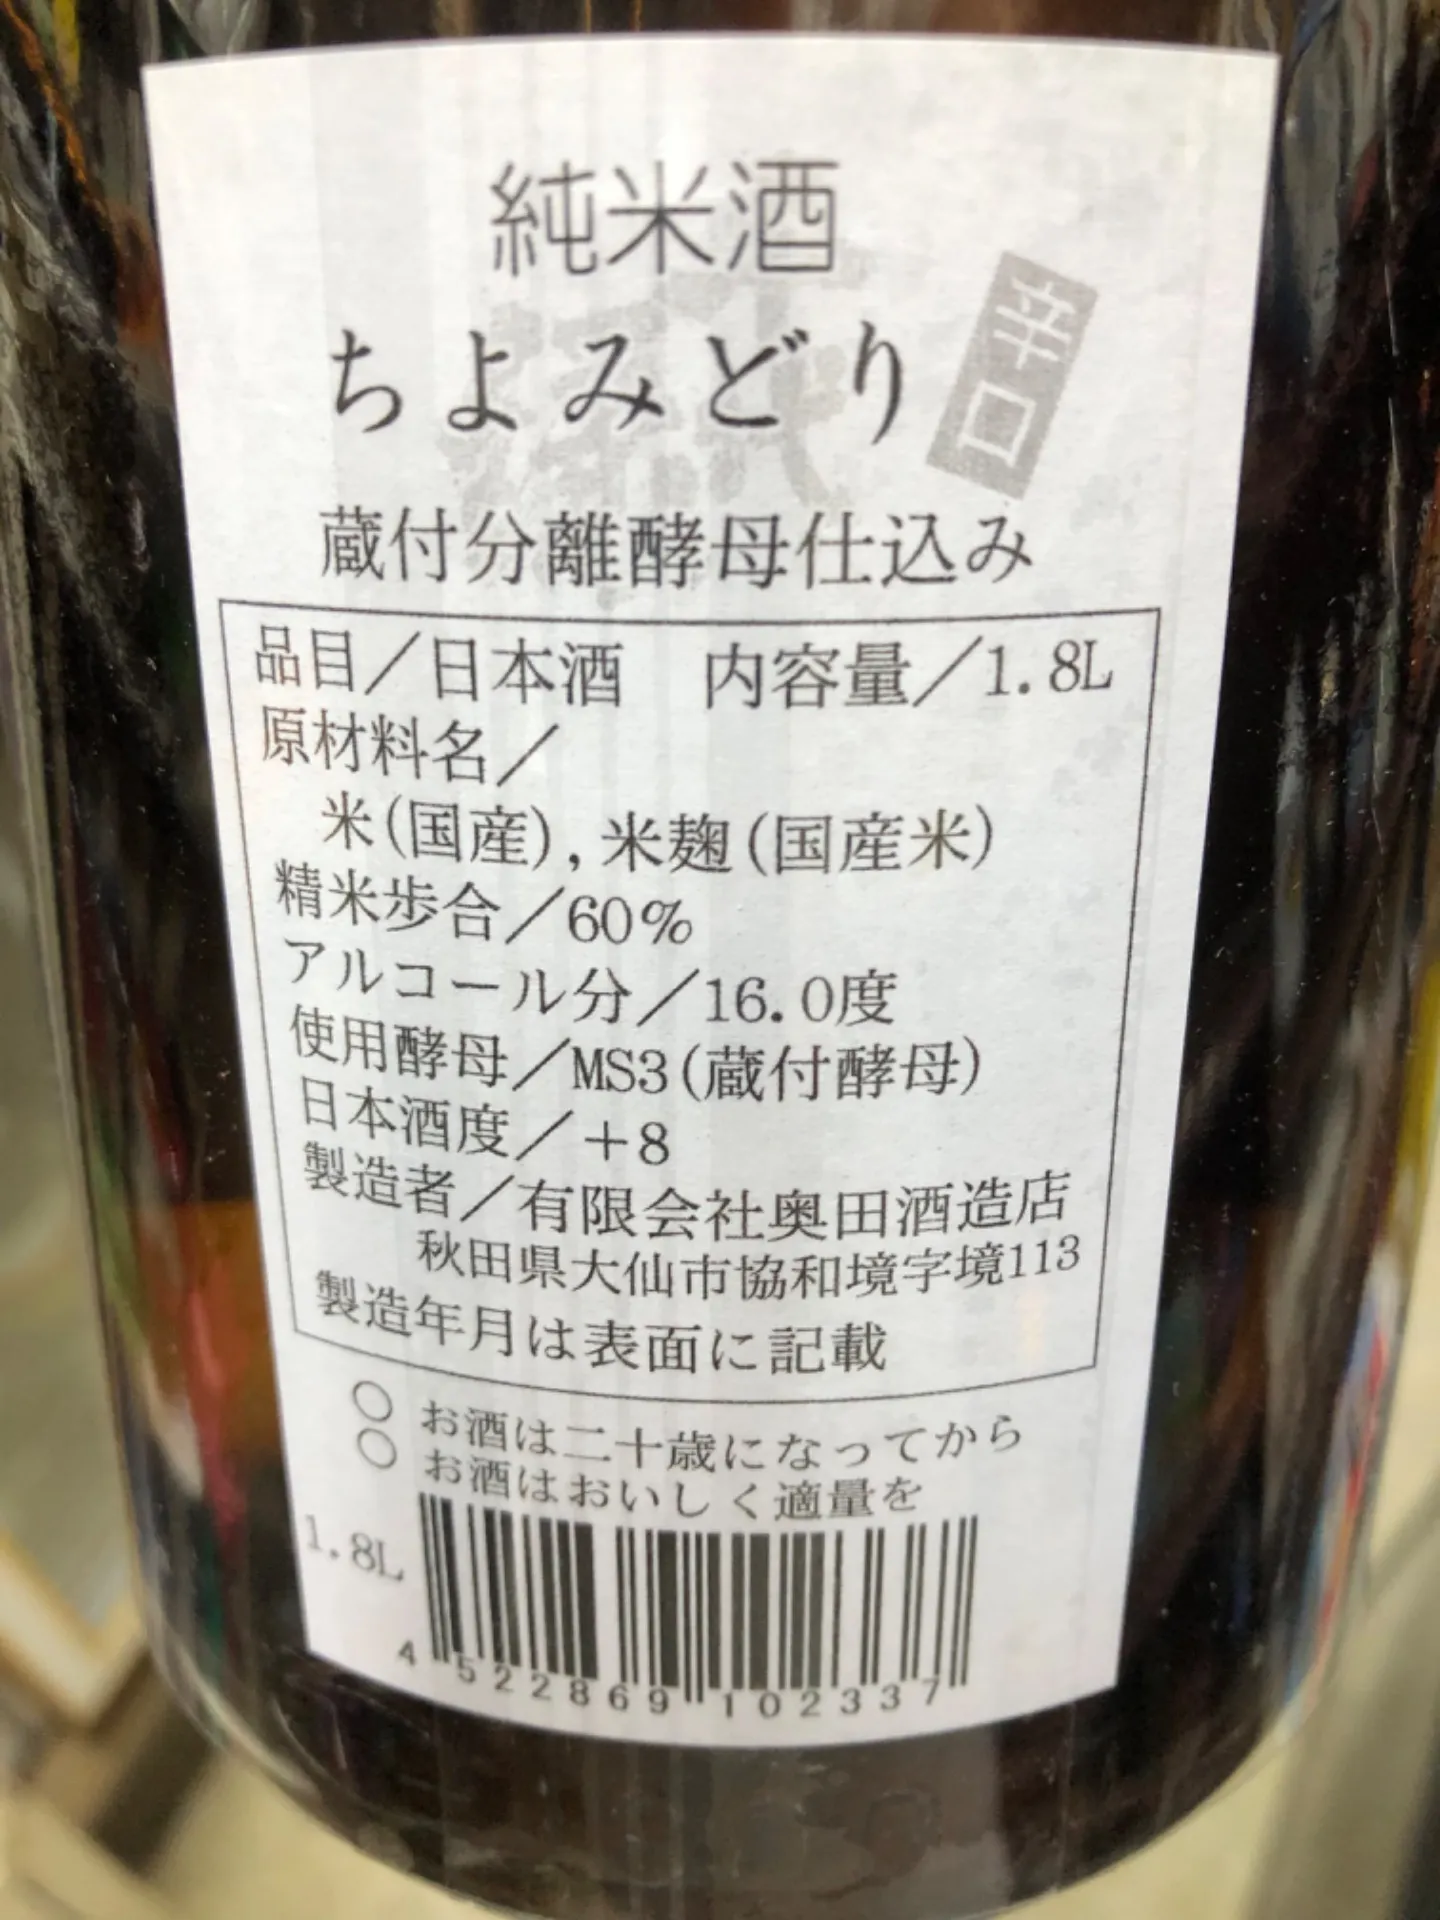 純米酒
ちよみどり
辛口
蔵付分離酵母仕込み
品目／日本酒　内容量／1.8L
原材料名／
米(国産),米麹(国産米)
精米歩合／60%
アルコール分／16.0度
使用酵母／MS3(蔵付酵母)
日本酒度／＋8
製造者／有限会社奥田酒造店
秋田県大仙市協和境字境113
製造年月は表面に記載
○ お酒は二十歳になってから
○ お酒はおいしく適量を
1.8L
4 522869 102337